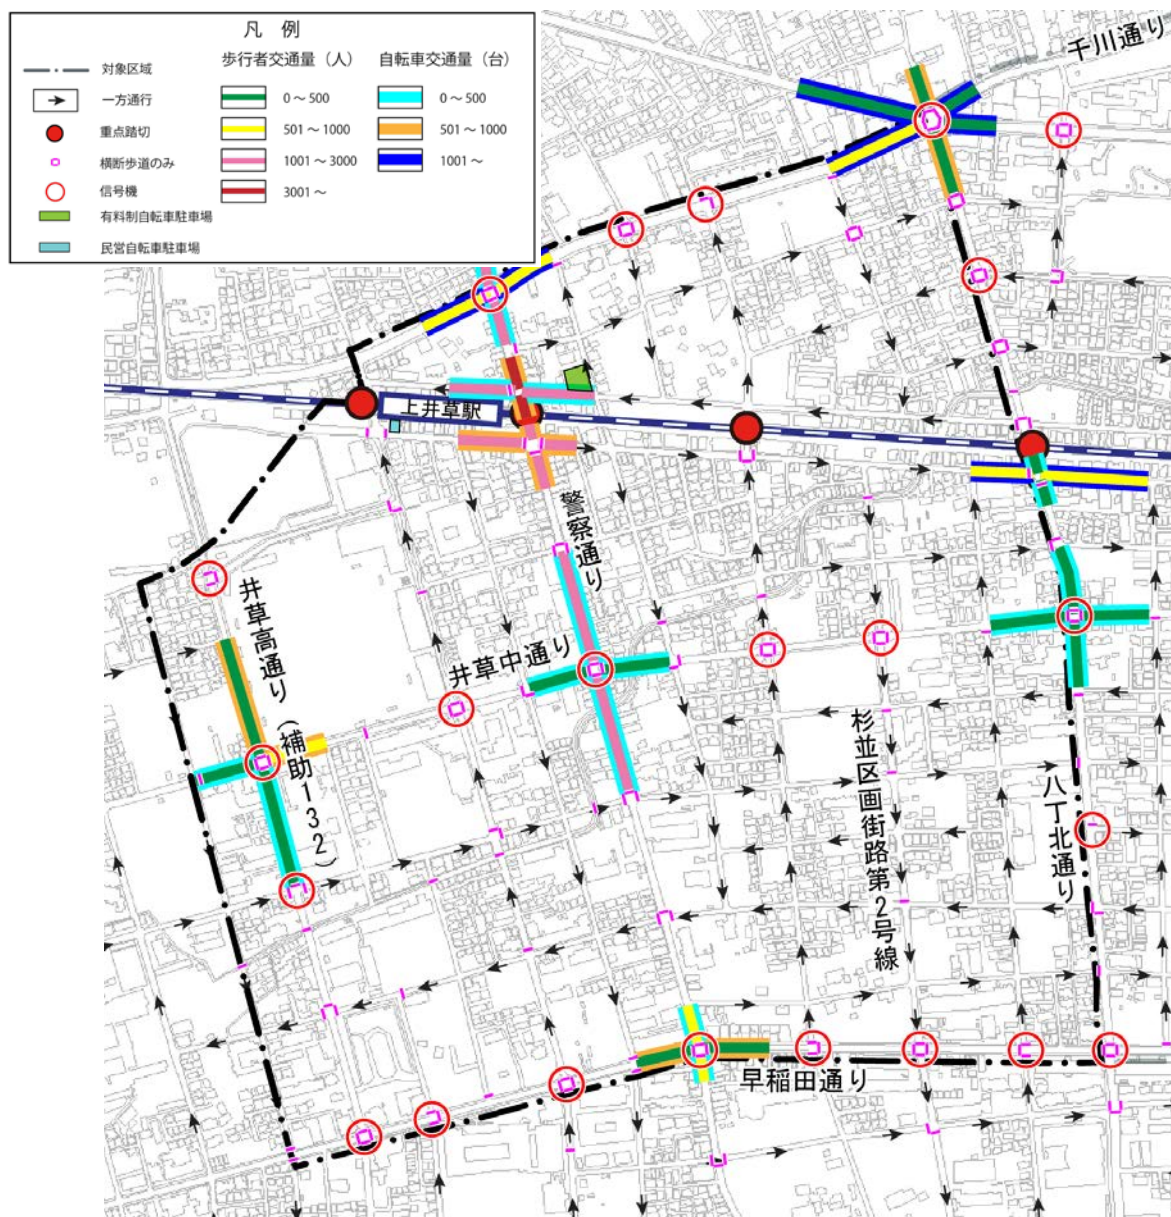 凡 例
歩行者交通量（人） 自転車交通量（台）
対象区域
一方通行
重点踏切
横断歩道のみ
信号機
有料制自転車駐車場
民営自転車駐車場
0～500
501～1000
1001～3000
3001～
0～500
501～1000
1001～
千川通り
上井草駅
警察通り
井草高通り（補助132）
井草中通り
杉並区画街路第2号線
八丁北通り
早稲田通り